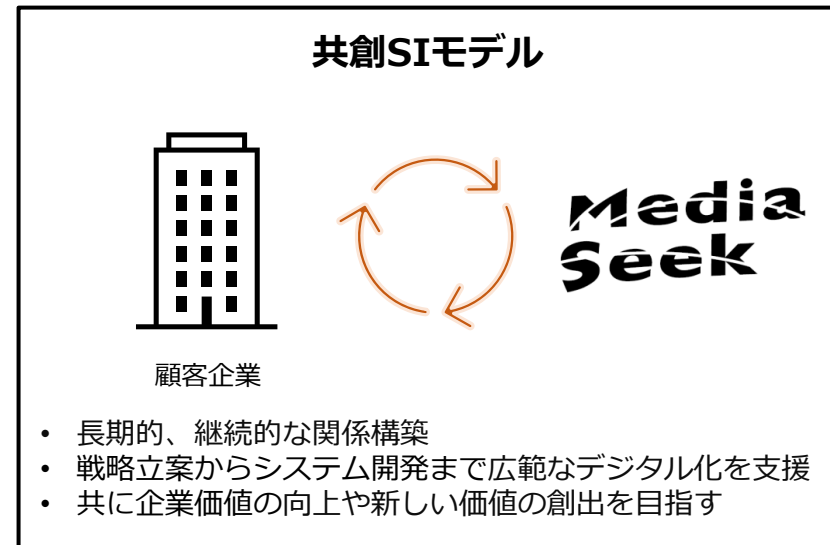 共創SIモデル
Media
Seek
顧客企業
• 長期的、継続的な関係構築
• 戦略立案からシステム開発まで広範なデジタル化を支援
• 共に企業価値の向上や新しい価値の創出を目指す